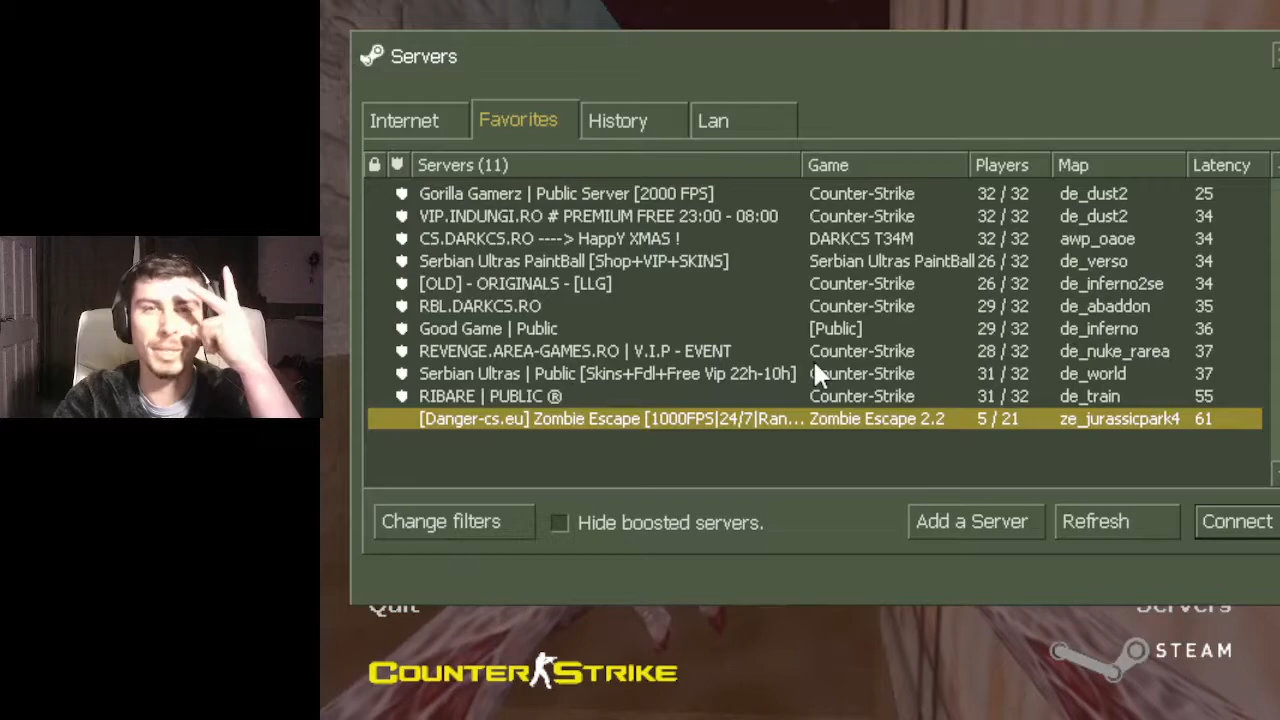 Servers
Internet Favorites History Lan
Servers (11) Game Players Map Latency
Gorilla Gamerz | Public Server [2000 FPS] Counter-Strike 32 / 32 de_dust2 25
VIP.INDUNGI.RO # PREMIUM FREE 23:00 - 08:00 Counter-Strike 32 / 32 de_dust2 34
CS.DARKCS.RO ----> HappY XMAS ! DARKCS T34M 32 / 32 awp_oaoe 34
Serbian Ultras PaintBall [Shop+VIP+SKINS] Serbian Ultras PaintBall 26 / 32 de_verso 34
[OLD] - ORIGINALS - [LLG] Counter-Strike 26 / 32 de_inferno2se 34
RBL.DARKCS.RO Counter-Strike 29 / 32 de_abaddon 35
Good Game | Public [Public] 29 / 32 de_inferno 36
REVENGE.AREA-GAMES.RO | V.I.P - EVENT Counter-Strike 28 / 32 de_nuke_rarea 37
Serbian Ultras | Public [Skins+Fdl+Free Vip 22h-10h] Counter-Strike 31 / 32 de_world 37
RIBARE | PUBLIC ® Counter-Strike 31 / 32 de_train 55
[Danger-cs.eu] Zombie Escape [1000FPS|24/7|Ran... Zombie Escape 2.2 5 / 21 ze_jurassicpark4 61
Change filters Hide boosted servers. Add a Server Refresh Connect
Quit Servers
STEAM
COUNTER STRIKE